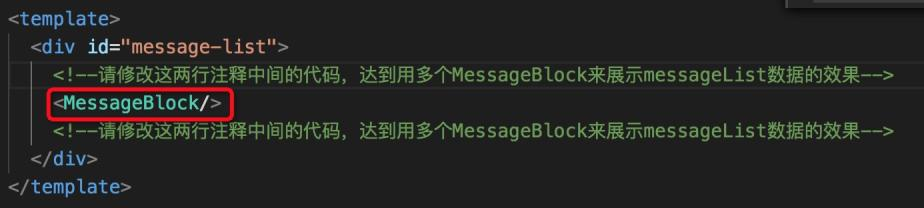 <template>
<div id="message-list">
<!--请修改这两行注释中间的代码，达到用多个MessageBlock来展示messageList数据的效果-->
<MessageBlock/>
<!--请修改这两行注释中间的代码，达到用多个MessageBlock来展示messageList数据的效果-->
</div>
</template>